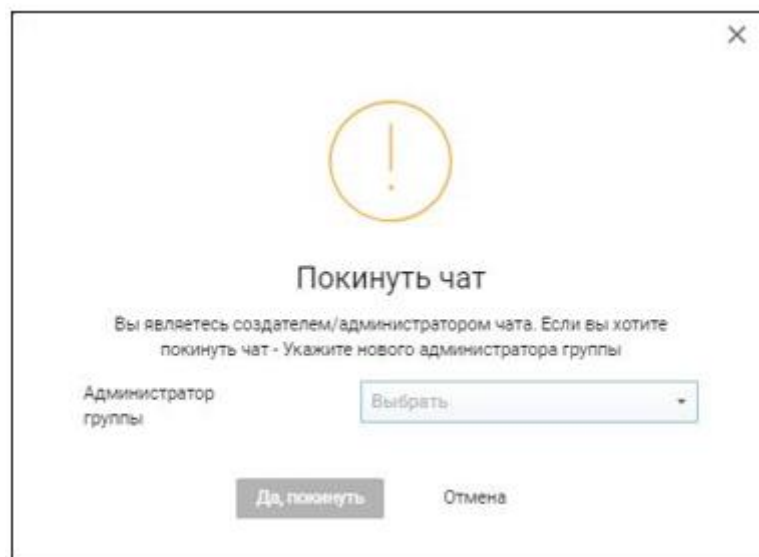 Покинуть чат
Вы являетесь создателем/администратором чата. Если вы хотите
покинуть чат - Укажите нового администратора группы
Администратор
группы
Выбрать
Да, покинуть
Отмена